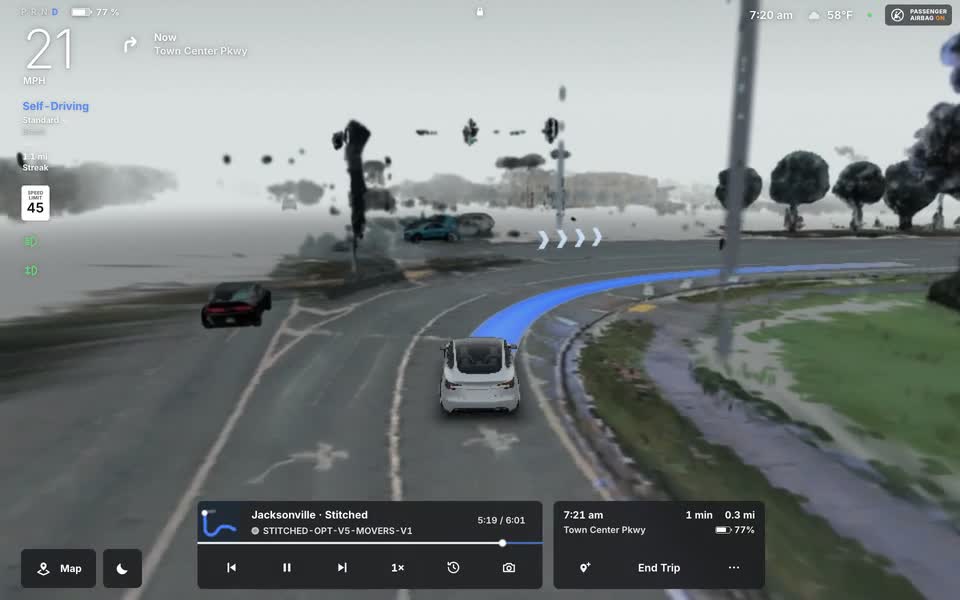 P R N D 77 %
7:20 am 58°F PASSENGER
AIRBAG ON
21
MPH
Now
Town Center Pkwy
Self-Driving
Standard
1.1 mi
Streak
SPEED
LIMIT
45
Jacksonville · Stitched
STITCHED-OPT-V5-MOVERS-V1
5:19 / 6:01
1×
7:21 am 1 min 0.3 mi
Town Center Pkwy 77%
End Trip
Map